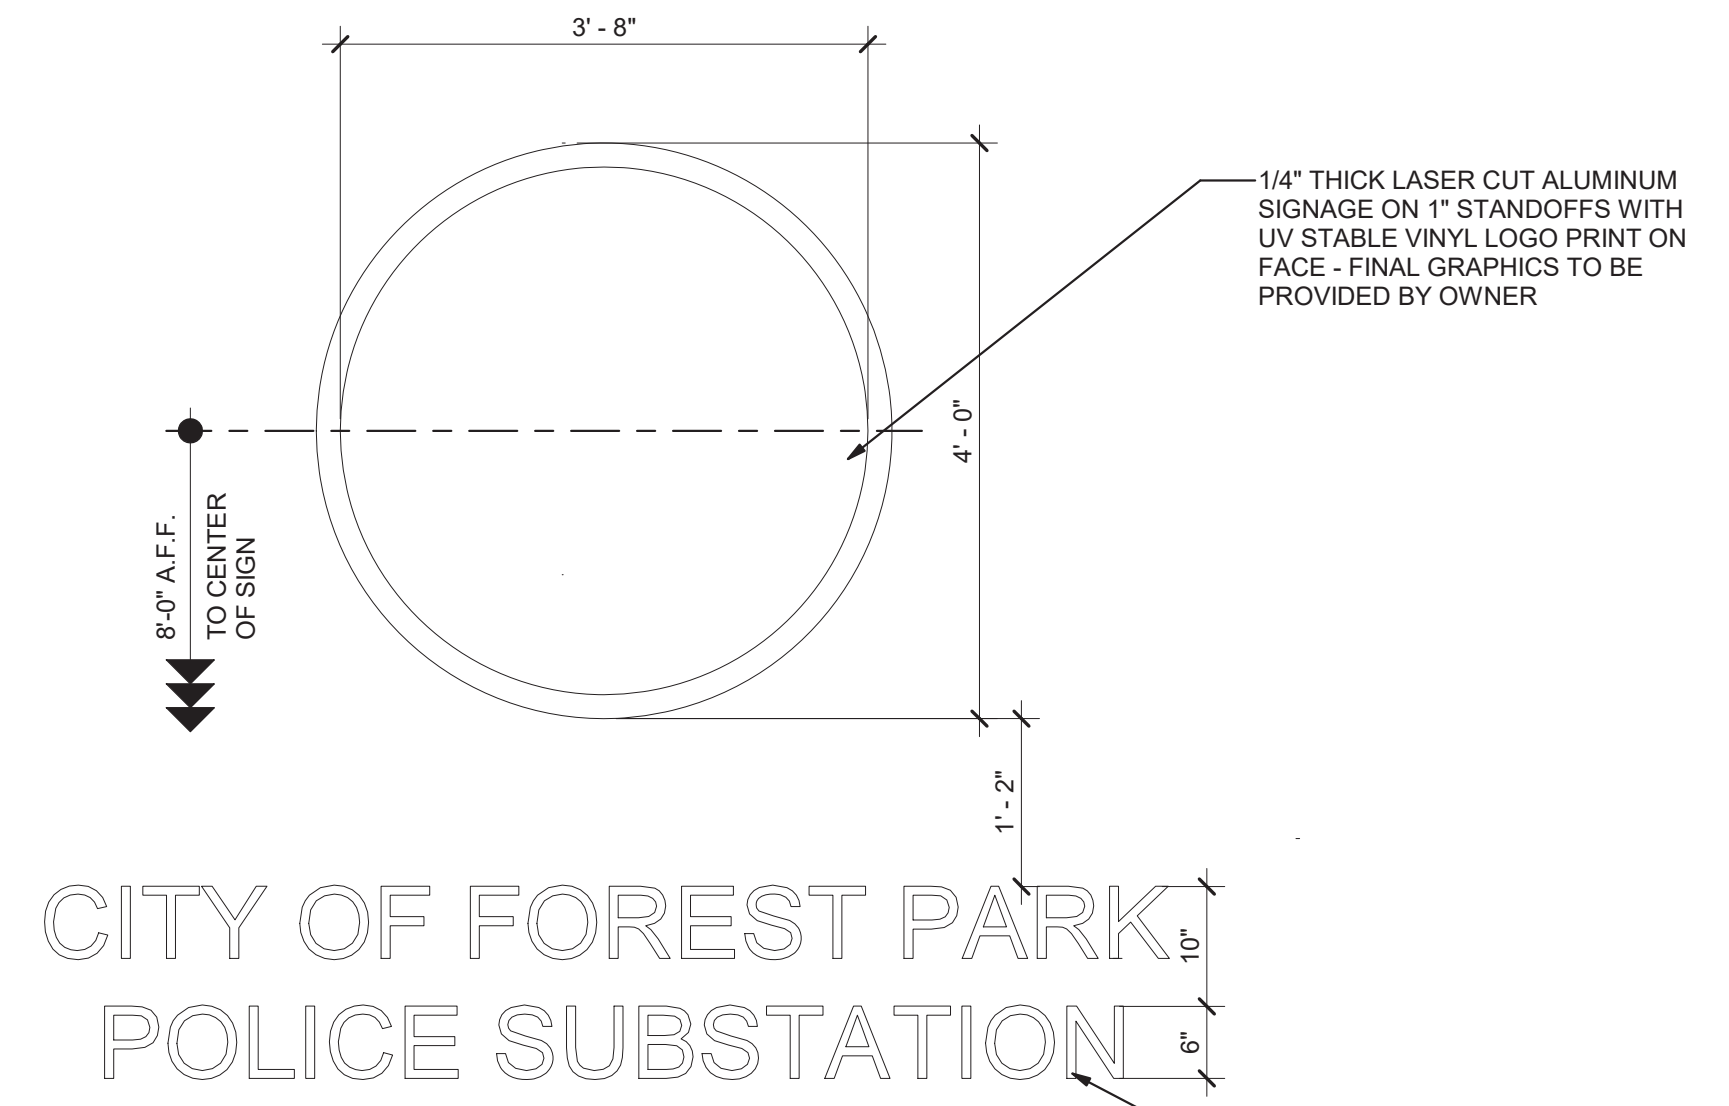 3' - 8"
1/4" THICK LASER CUT ALUMINUM
SIGNAGE ON 1" STANDOFFS WITH
UV STABLE VINYL LOGO PRINT ON
FACE - FINAL GRAPHICS TO BE
PROVIDED BY OWNER
4' - 0"
8'-0" A.F.F.
TO CENTER
OF SIGN
1' - 2"
CITY OF FOREST PARK
10"
POLICE SUBSTATION
6"